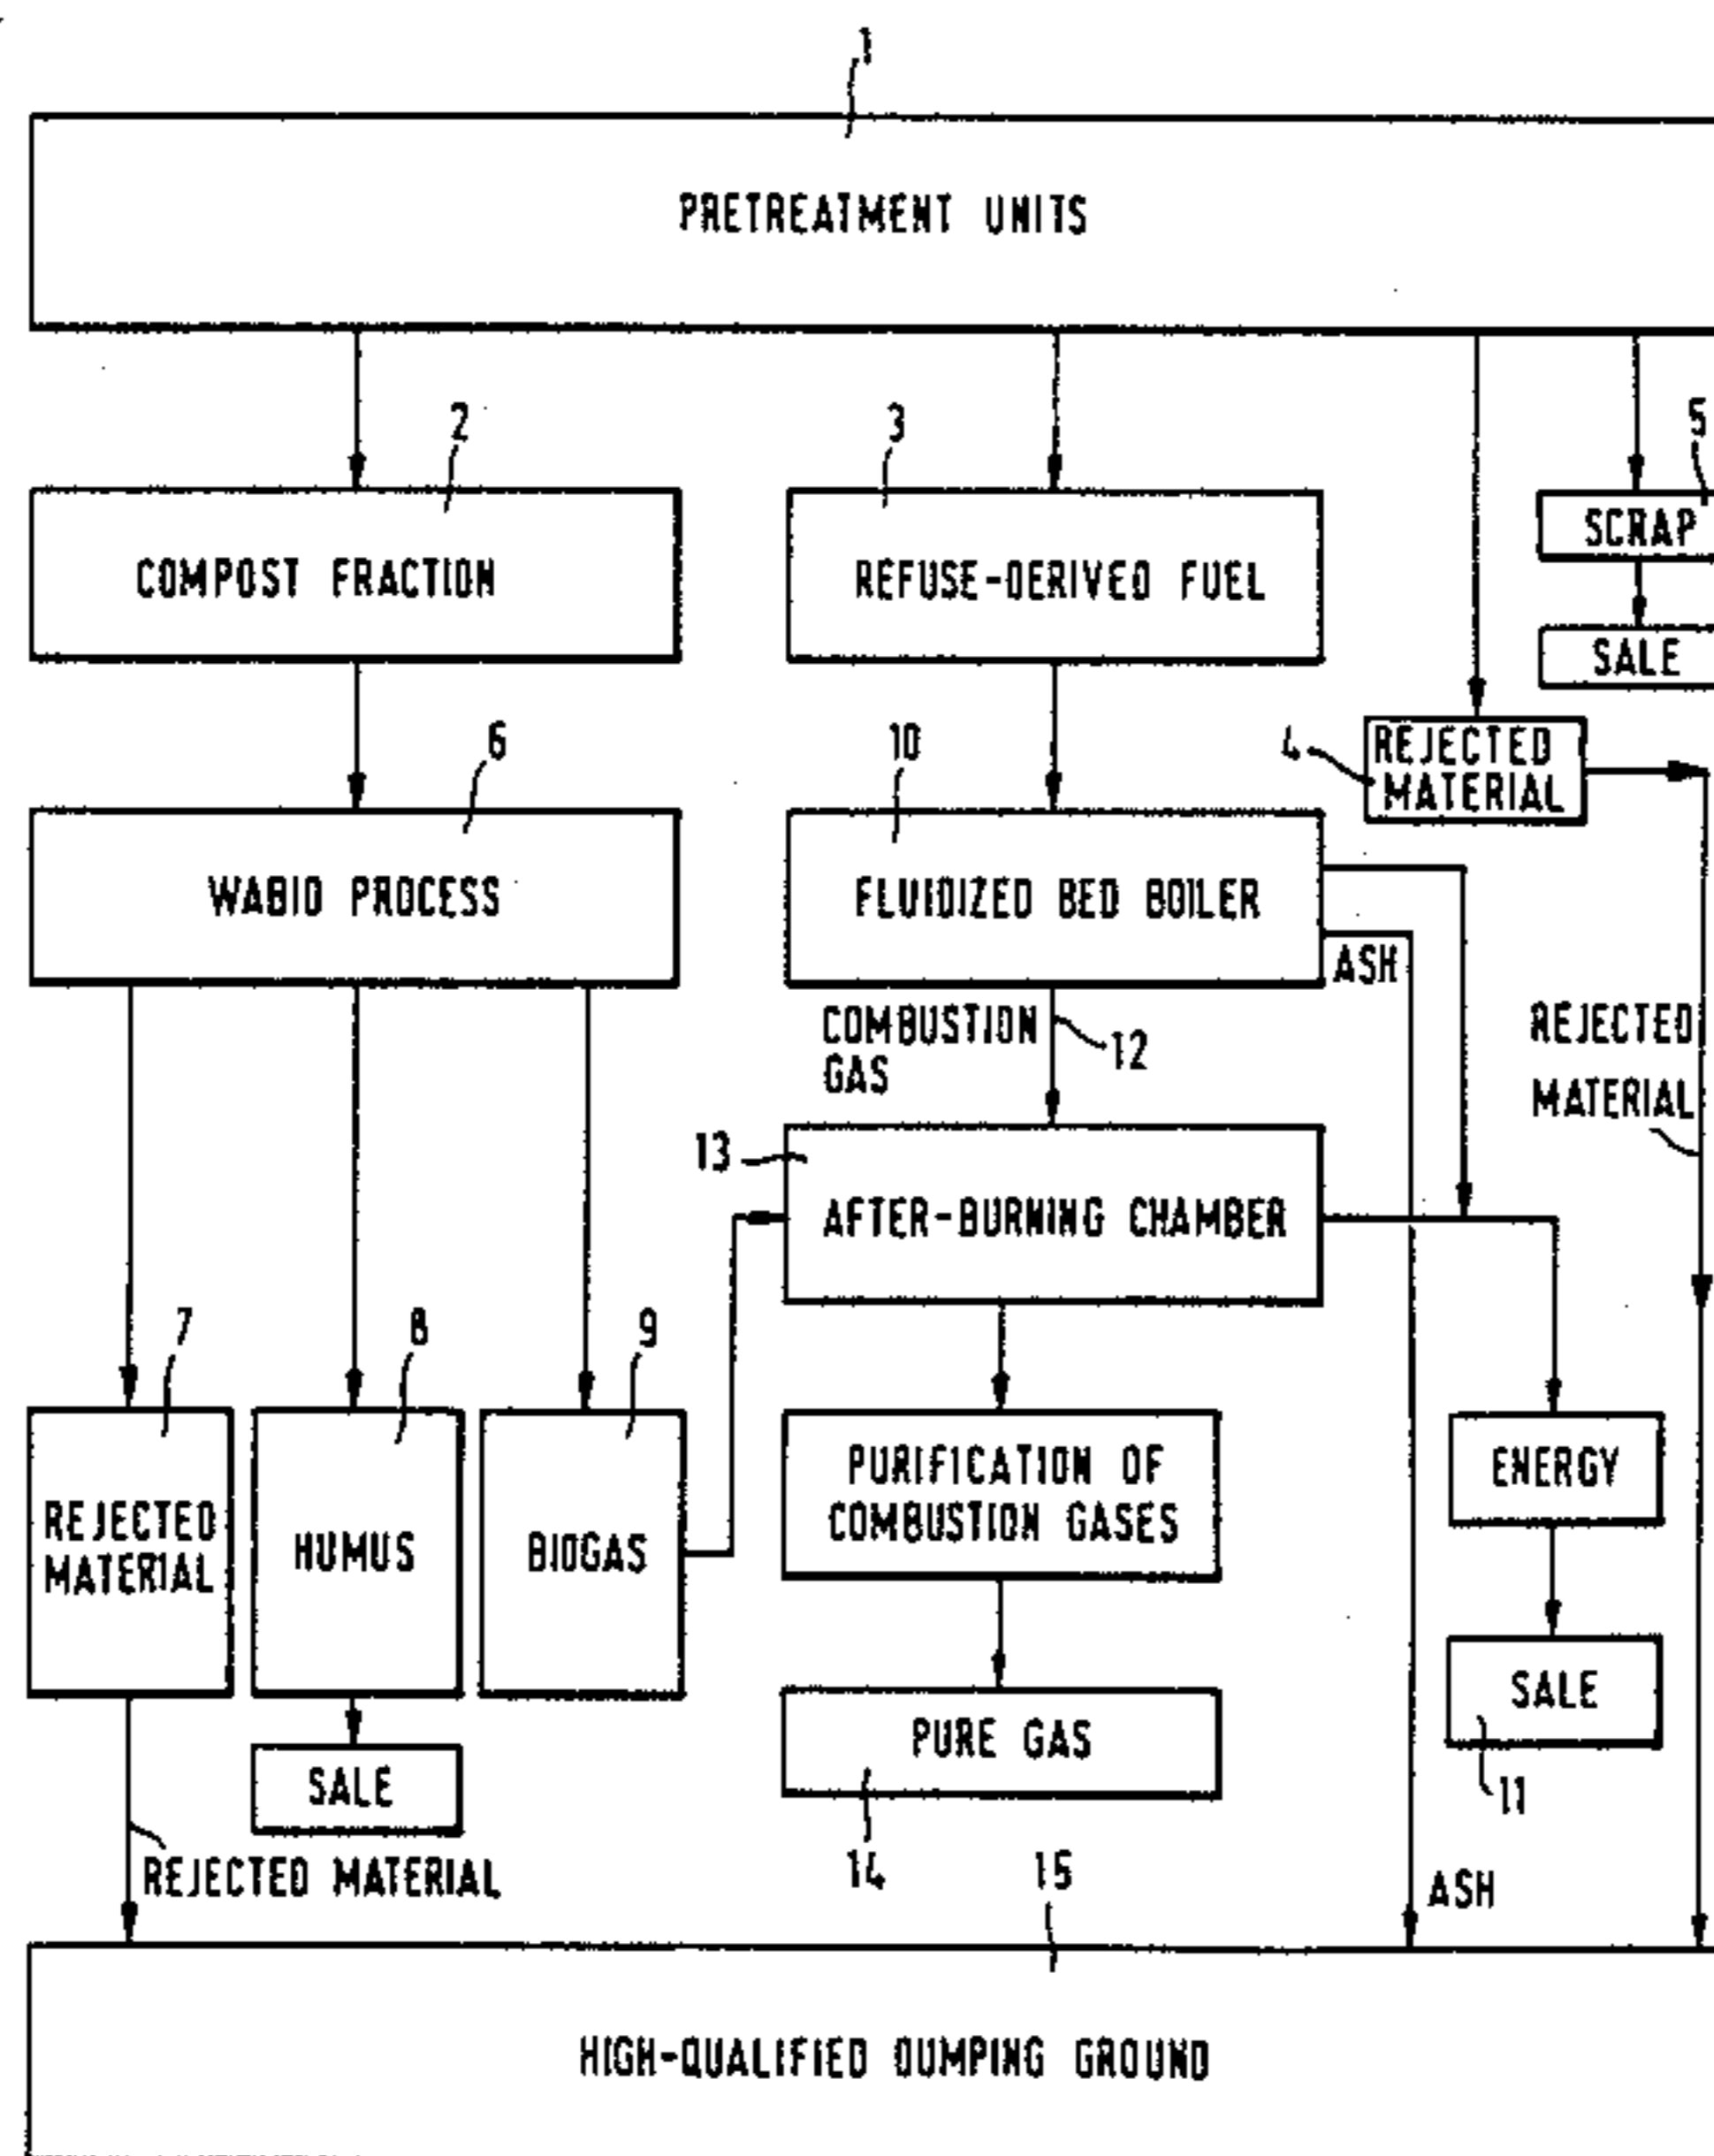 1
PRETREATMENT UNITS
2
3
5
COMPOST FRACTION
REFUSE-DERIVED FUEL
SCRAP
SALE
6
10
4
REJECTED
MATERIAL
WABIO PROCESS
FLUIDIZED BED BOILER
ASH
COMBUSTION
GAS
12
REJECTED
MATERIAL
13
AFTER-BURNING CHAMBER
7
8
9
REJECTED
MATERIAL
HUMUS
BIOGAS
PURIFICATION OF
COMBUSTION GASES
ENERGY
SALE
PURE GAS
SALE
11
REJECTED MATERIAL
14
15
ASH
HIGH-QUALIFIED DUMPING GROUND